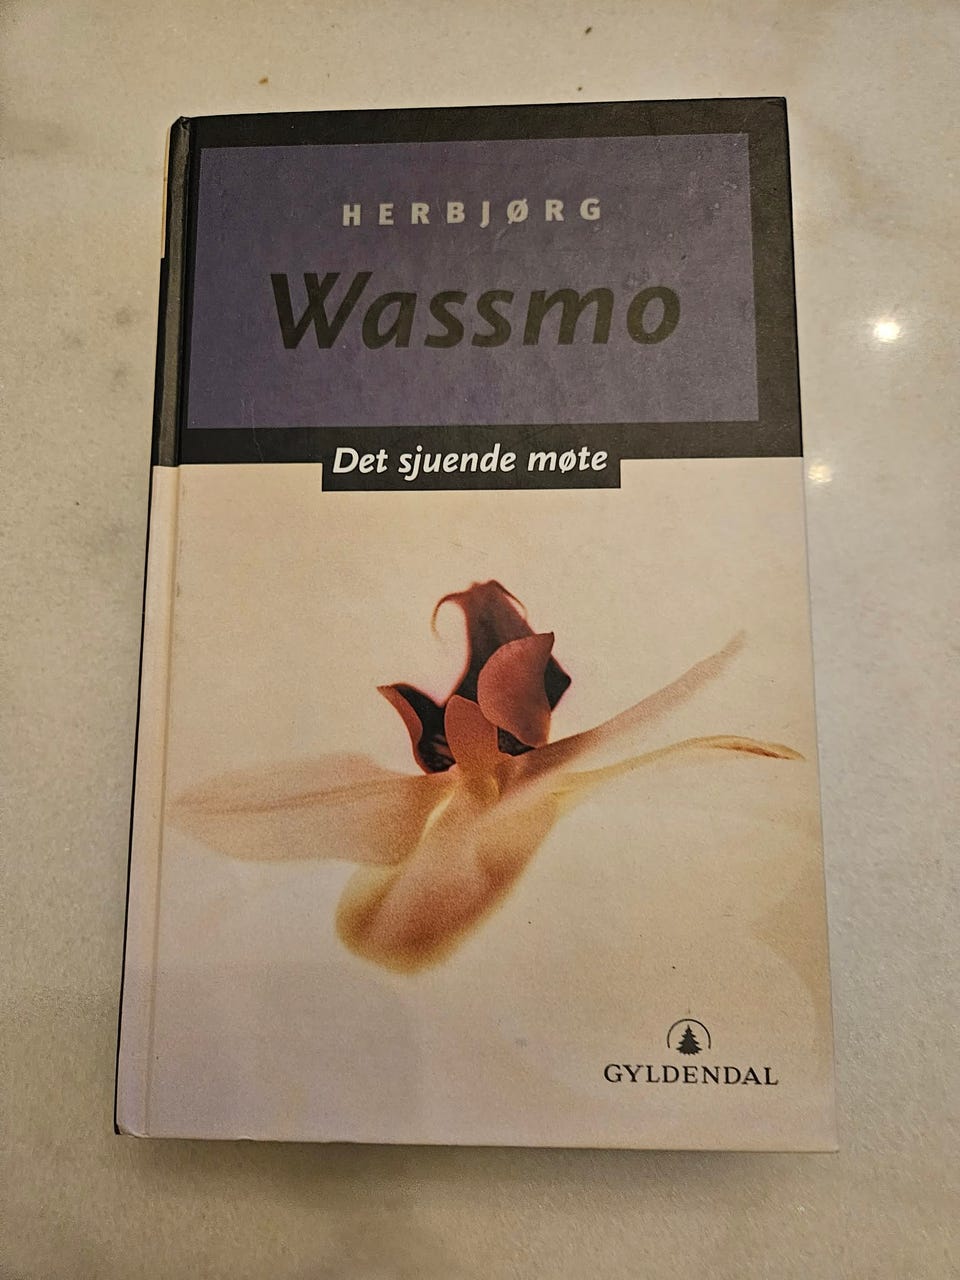 HERBJØRG
Wassmo
Det sjuende møte
GYLDENDAL